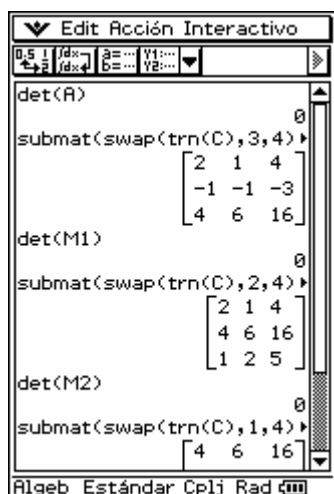 Edit Acción Interactivo
det(A)
0
submat(swap(trn(C),3,4)
2 1 4
-1 -1 -3
4 6 16
det(M1)
0
submat(swap(trn(C),2,4)
2 1 4
4 6 16
1 2 5
det(M2)
0
submat(swap(trn(C),1,4)
4 6 16
Algeb Estándar Cplj Rad